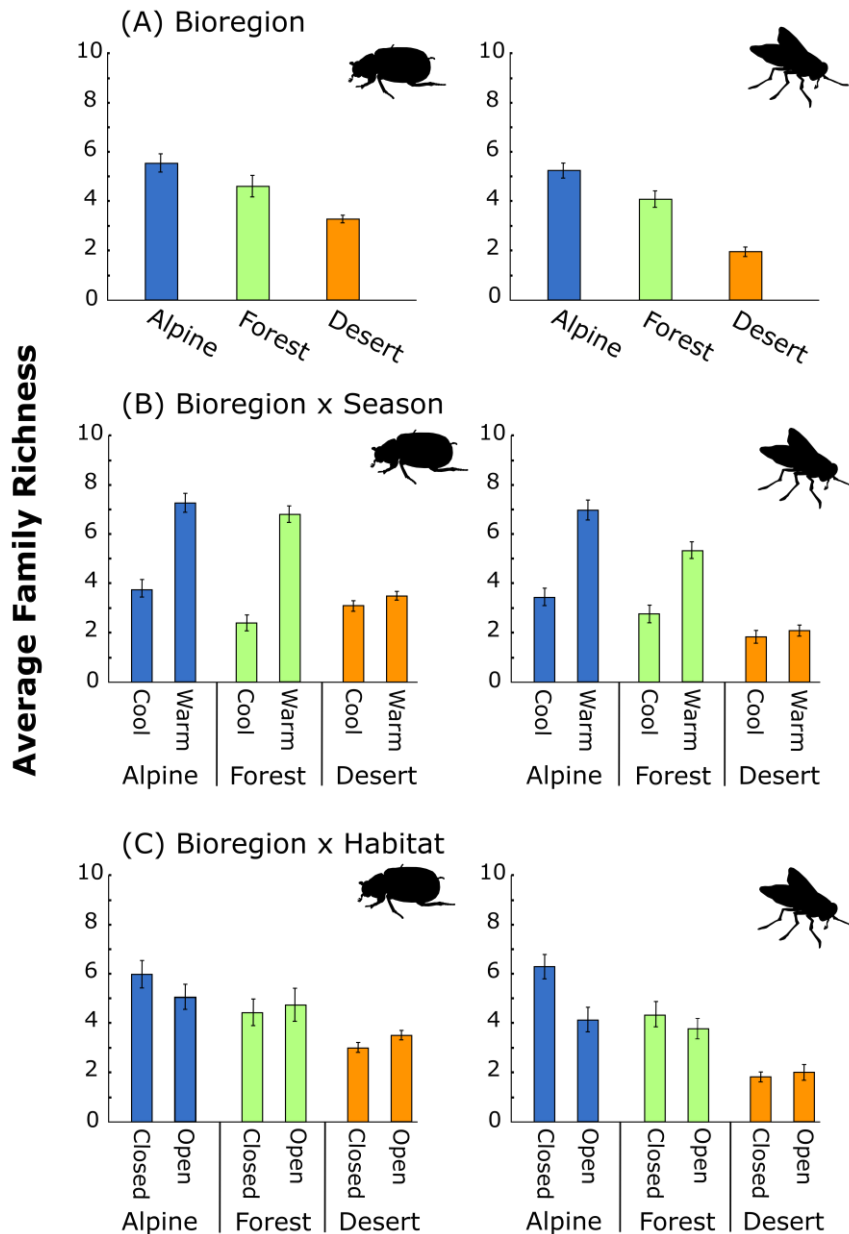 Average Family Richness
(A) Bioregion
10
8
6
4
2
0
Alpine
Forest
Desert
10
8
6
4
2
0
Alpine
Forest
Desert
(B) Bioregion x Season
10
8
6
4
2
0
Cool
Warm
Cool
Warm
Cool
Warm
Alpine
Forest
Desert
10
8
6
4
2
0
Cool
Warm
Cool
Warm
Cool
Warm
Alpine
Forest
Desert
(C) Bioregion x Habitat
10
8
6
4
2
0
Closed
Open
Closed
Open
Closed
Open
Alpine
Forest
Desert
10
8
6
4
2
0
Closed
Open
Closed
Open
Closed
Open
Alpine
Forest
Desert